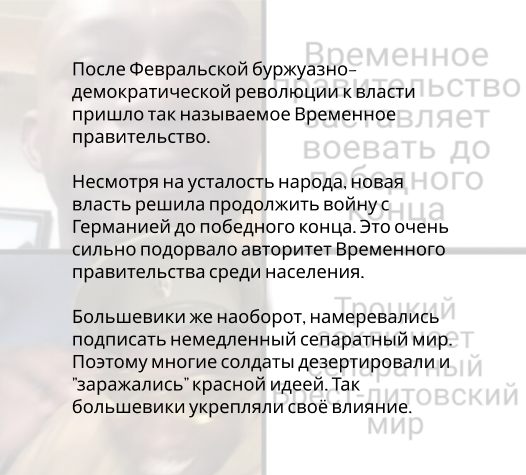 После Февральской буржуазно-
демократической революции к власти
пришло так называемое Временное
правительство.
Несмотря на усталость народа, новая
власть решила продолжить войну с
Германией до победного конца. Это очень
сильно подорвало авторитет Временного
правительства среди населения.
Большевики же наоборот, намеревались
подписать немедленный сепаратный мир.
Поэтому многие солдаты дезертировали и
"заражались" красной идеей. Так
большевики укрепляли своё влияние.
Временное
правительство
заставляет
воевать до
победного
конца
Троцкий
заключает
сепаратный
Брест-литовский
мир